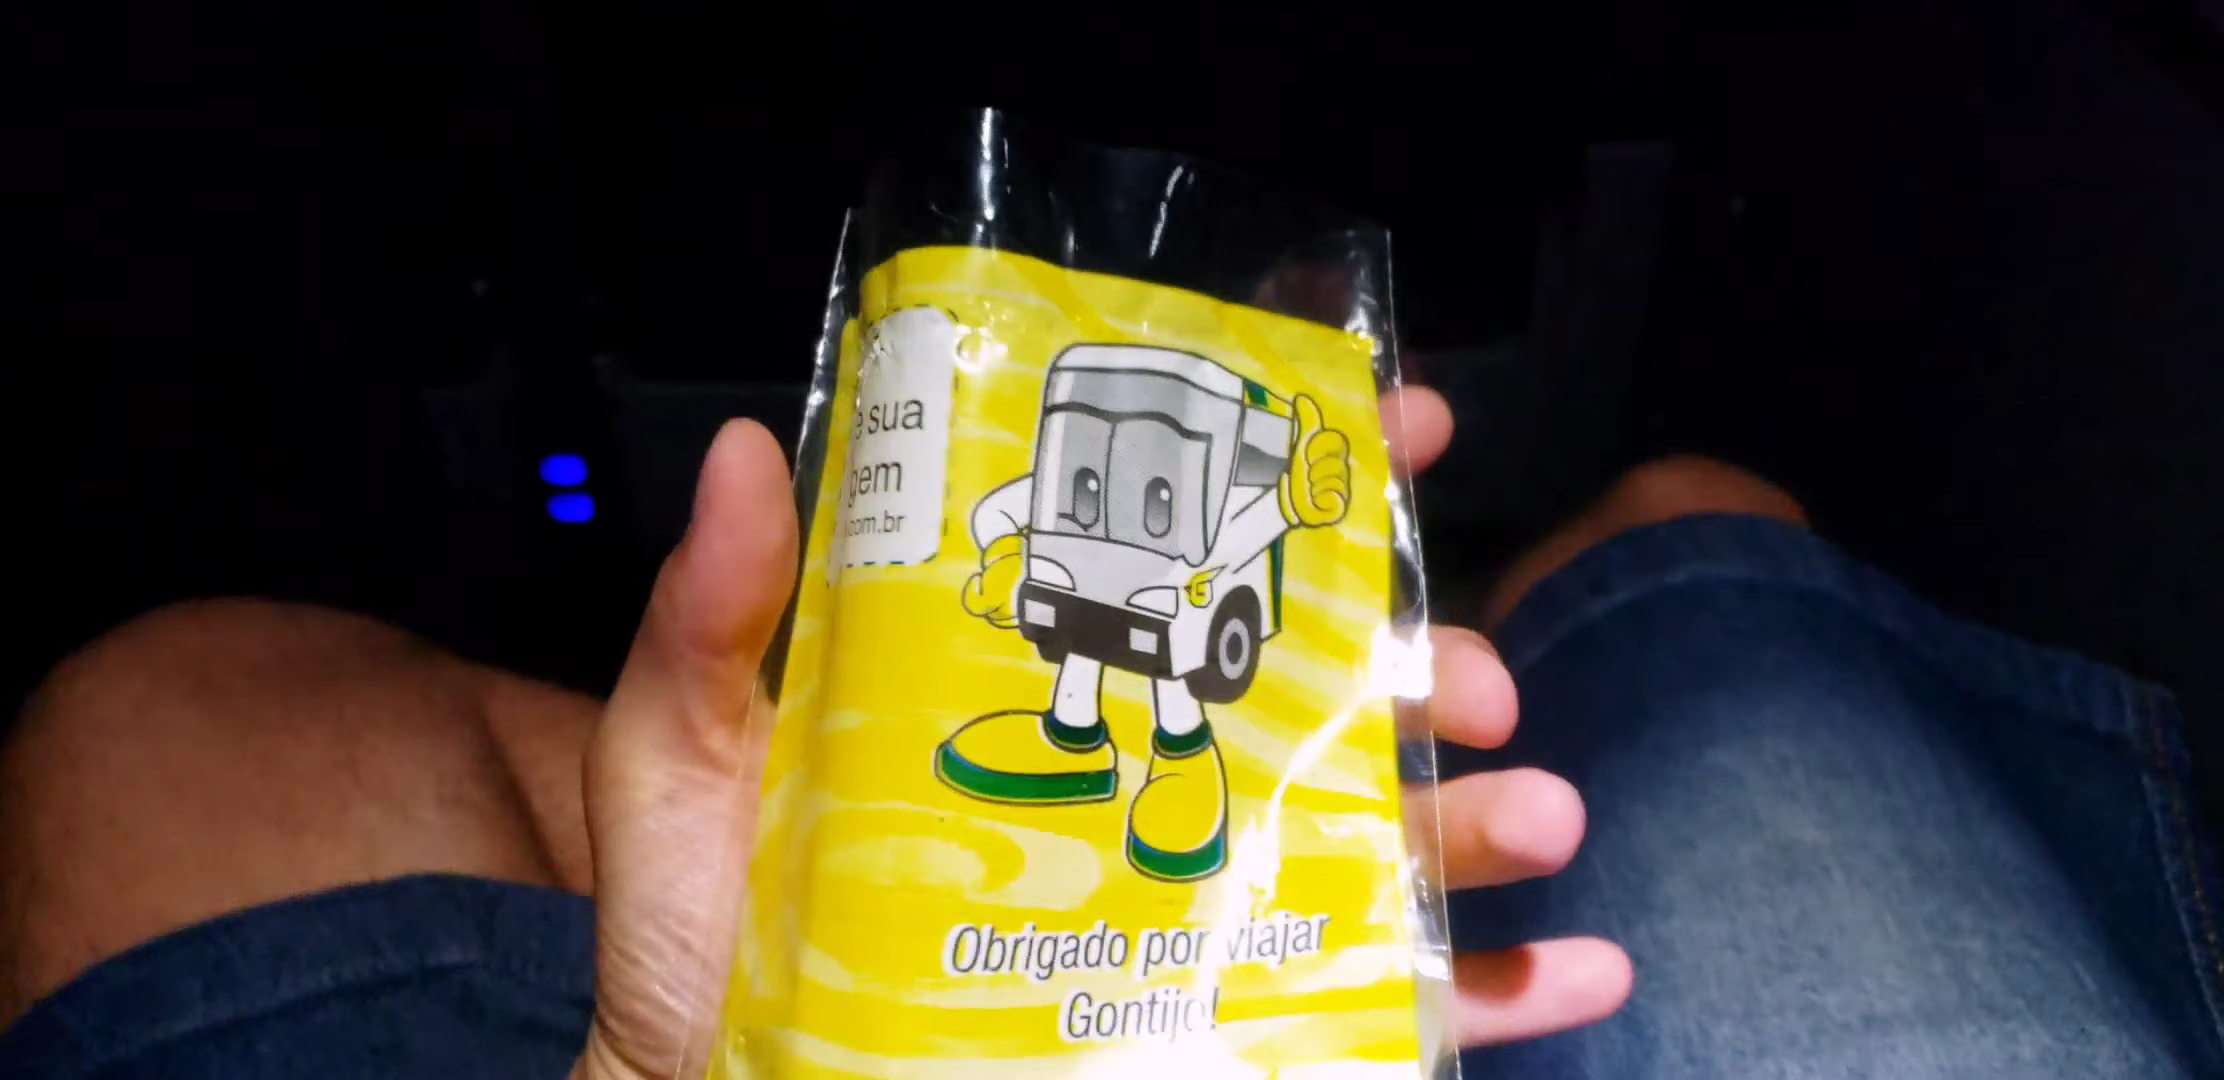 sua
gem
.com.br
G
Obrigado por viajar
Gontijo!